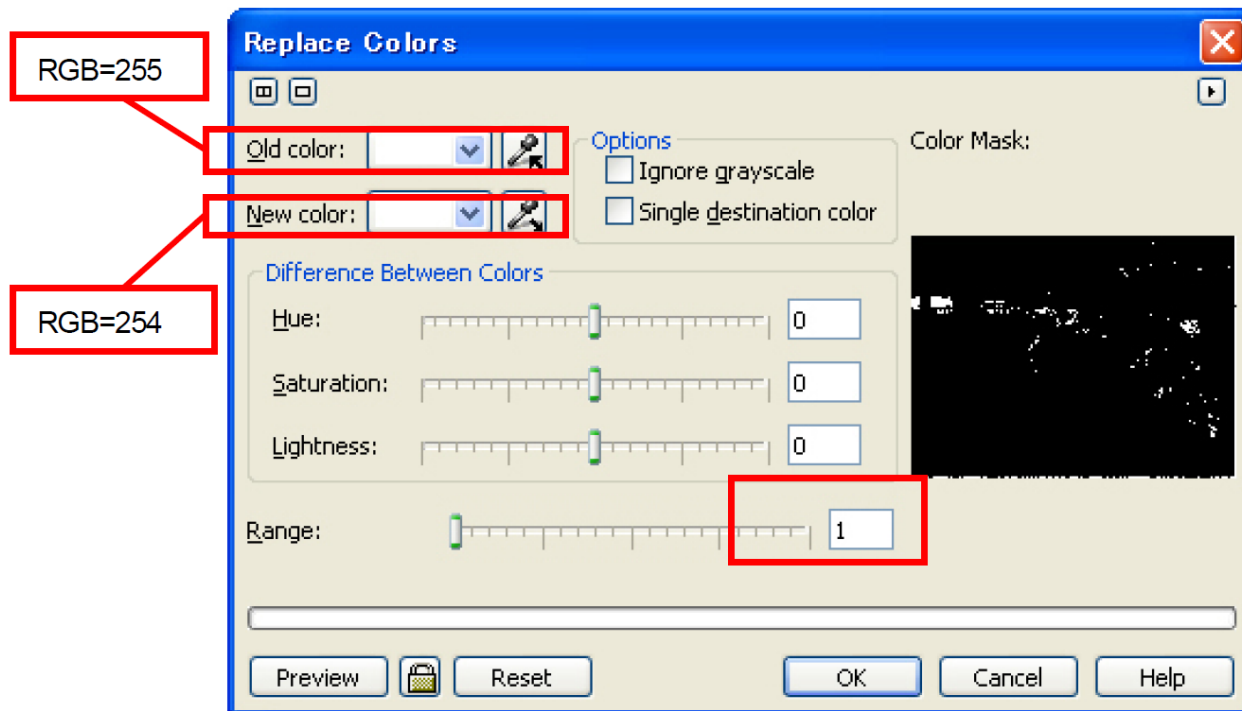 Replace Colors
RGB=255
Old color:
Options
Color Mask:
Ignore grayscale
New color:
Single destination color
Difference Between Colors
RGB=254
Hue:
0
Saturation:
0
Lightness:
0
Range:
1
Preview
Reset
OK
Cancel
Help